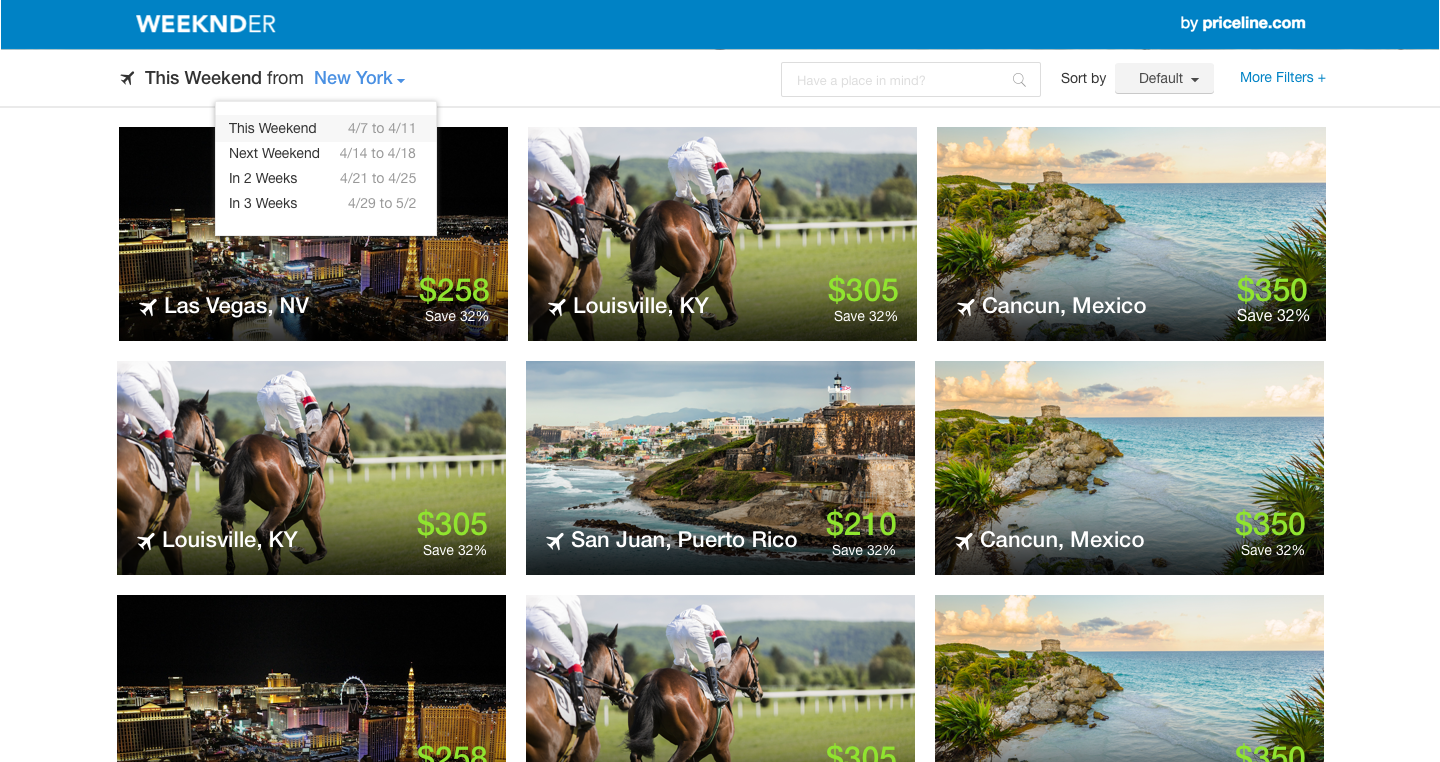 WEEKNDER
by priceline.com
This Weekend from New York
Have a place in mind?
Sort by
Default
More Filters +
This Weekend 4/7 to 4/11
Next Weekend 4/14 to 4/18
In 2 Weeks 4/21 to 4/25
In 3 Weeks 4/29 to 5/2
Las Vegas, NV
$258
Save 32%
Louisville, KY
$305
Save 32%
Cancun, Mexico
$350
Save 32%
Louisville, KY
$305
Save 32%
San Juan, Puerto Rico
$210
Save 32%
Cancun, Mexico
$350
Save 32%
$258
$305
$350